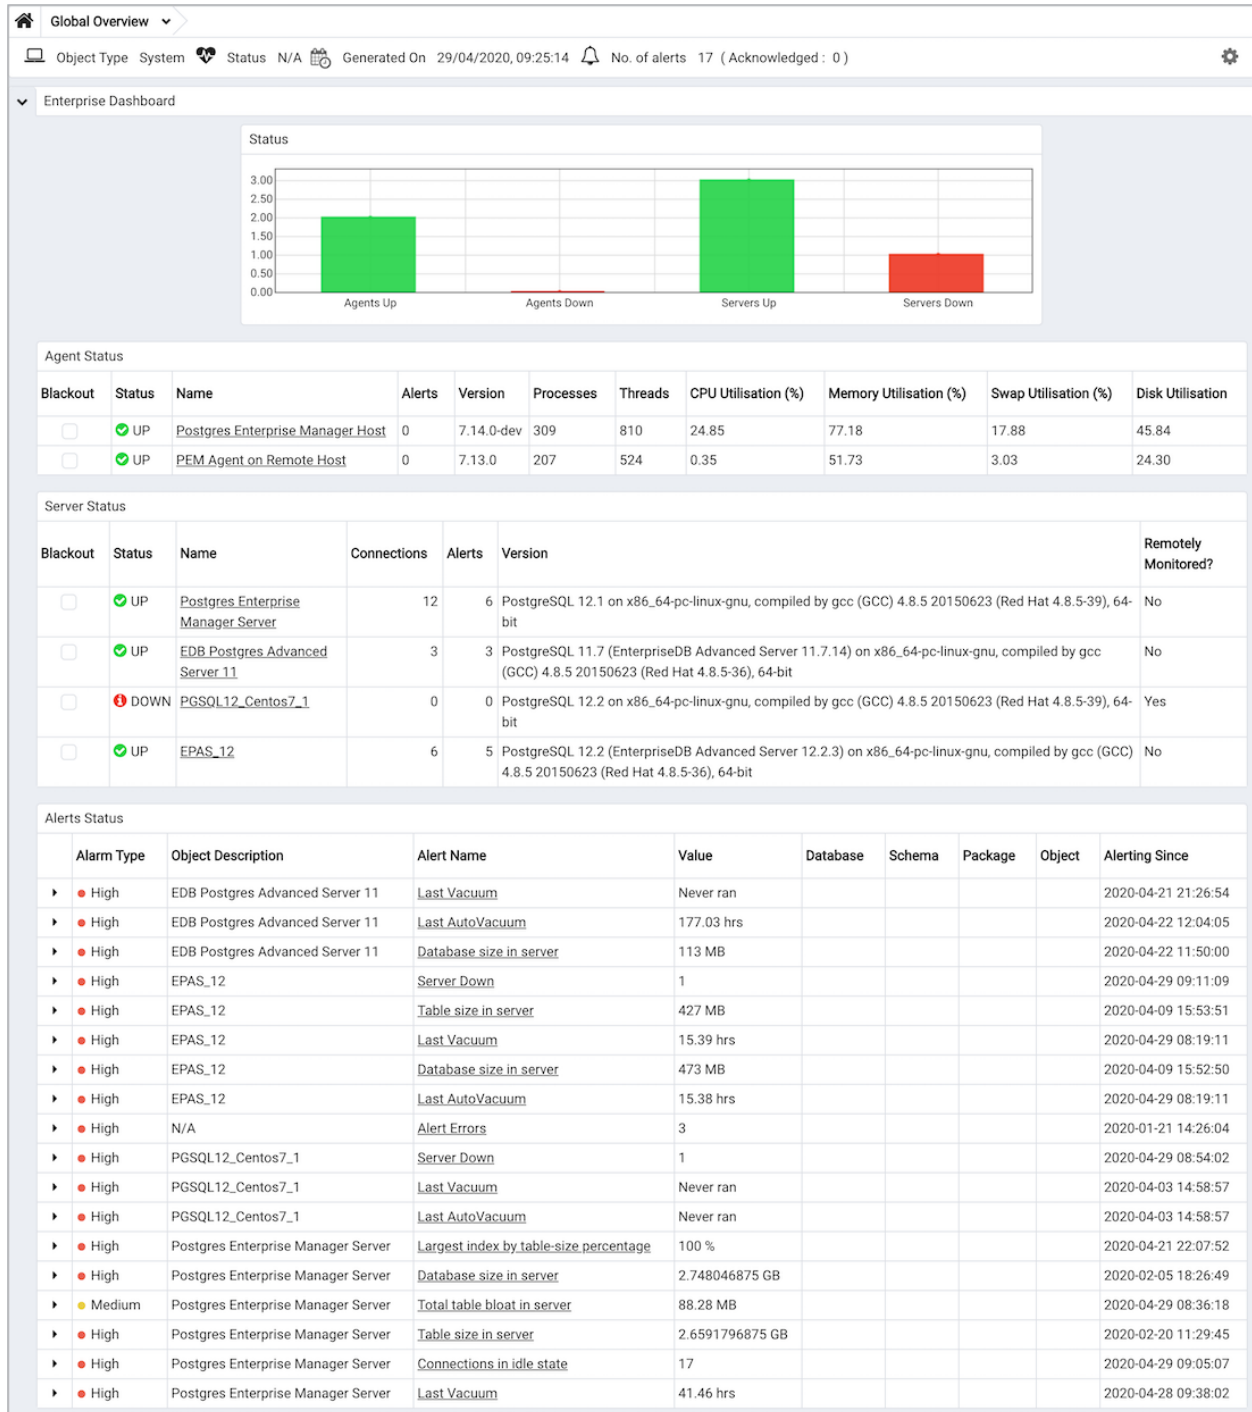 Global Overview
Object Type System Status N/A Generated On 29/04/2020, 09:25:14 No. of alerts 17 ( Acknowledged : 0 )
Enterprise Dashboard
Status
3.00
2.50
2.00
1.50
1.00
0.50
0.00
Agents Up Agents Down Servers Up Servers Down
Agent Status
Blackout Status Name Alerts Version Processes Threads CPU Utilisation (%) Memory Utilisation (%) Swap Utilisation (%) Disk Utilisation
UP Postgres Enterprise Manager Host 0 7.14.0-dev 309 810 24.85 77.18 17.88 45.84
UP PEM Agent on Remote Host 0 7.13.0 207 524 0.35 51.73 3.03 24.30
Server Status
Blackout Status Name Connections Alerts Version Remotely
Monitored?
UP Postgres Enterprise 12 6 PostgreSQL 12.1 on x86_64-pc-linux-gnu, compiled by gcc (GCC) 4.8.5 20150623 (Red Hat 4.8.5-39), 64- No
Manager Server bit
UP EDB Postgres Advanced 3 3 PostgreSQL 11.7 (EnterpriseDB Advanced Server 11.7.14) on x86_64-pc-linux-gnu, compiled by gcc No
Server 11 (GCC) 4.8.5 20150623 (Red Hat 4.8.5-36), 64-bit
DOWN PGSQL12_Centos7_1 0 0 PostgreSQL 12.2 on x86_64-pc-linux-gnu, compiled by gcc (GCC) 4.8.5 20150623 (Red Hat 4.8.5-39), 64- Yes
bit
UP EPAS_12 6 5 PostgreSQL 12.2 (EnterpriseDB Advanced Server 12.2.3) on x86_64-pc-linux-gnu, compiled by gcc (GCC) No
4.8.5 20150623 (Red Hat 4.8.5-36), 64-bit
Alerts Status
Alarm Type Object Description Alert Name Value Database Schema Package Object Alerting Since
High EDB Postgres Advanced Server 11 Last Vacuum Never ran 2020-04-21 21:26:54
High EDB Postgres Advanced Server 11 Last AutoVacuum 177.03 hrs 2020-04-22 12:04:05
High EDB Postgres Advanced Server 11 Database size in server 113 MB 2020-04-22 11:50:00
High EPAS_12 Server Down 1 2020-04-29 09:11:09
High EPAS_12 Table size in server 427 MB 2020-04-09 15:53:51
High EPAS_12 Last Vacuum 15.39 hrs 2020-04-29 08:19:11
High EPAS_12 Database size in server 473 MB 2020-04-09 15:52:50
High EPAS_12 Last AutoVacuum 15.38 hrs 2020-04-29 08:19:11
High N/A Alert Errors 3 2020-01-21 14:26:04
High PGSQL12_Centos7_1 Server Down 1 2020-04-29 08:54:02
High PGSQL12_Centos7_1 Last Vacuum Never ran 2020-04-03 14:58:57
High PGSQL12_Centos7_1 Last AutoVacuum Never ran 2020-04-03 14:58:57
High Postgres Enterprise Manager Server Largest index by table-size percentage 100 % 2020-04-21 22:07:52
High Postgres Enterprise Manager Server Database size in server 2.748046875 GB 2020-02-05 18:26:49
Medium Postgres Enterprise Manager Server Total table bloat in server 88.28 MB 2020-04-29 08:36:18
High Postgres Enterprise Manager Server Table size in server 2.6591796875 GB 2020-02-20 11:29:45
High Postgres Enterprise Manager Server Connections in idle state 17 2020-04-29 09:05:07
High Postgres Enterprise Manager Server Last Vacuum 41.46 hrs 2020-04-28 09:38:02